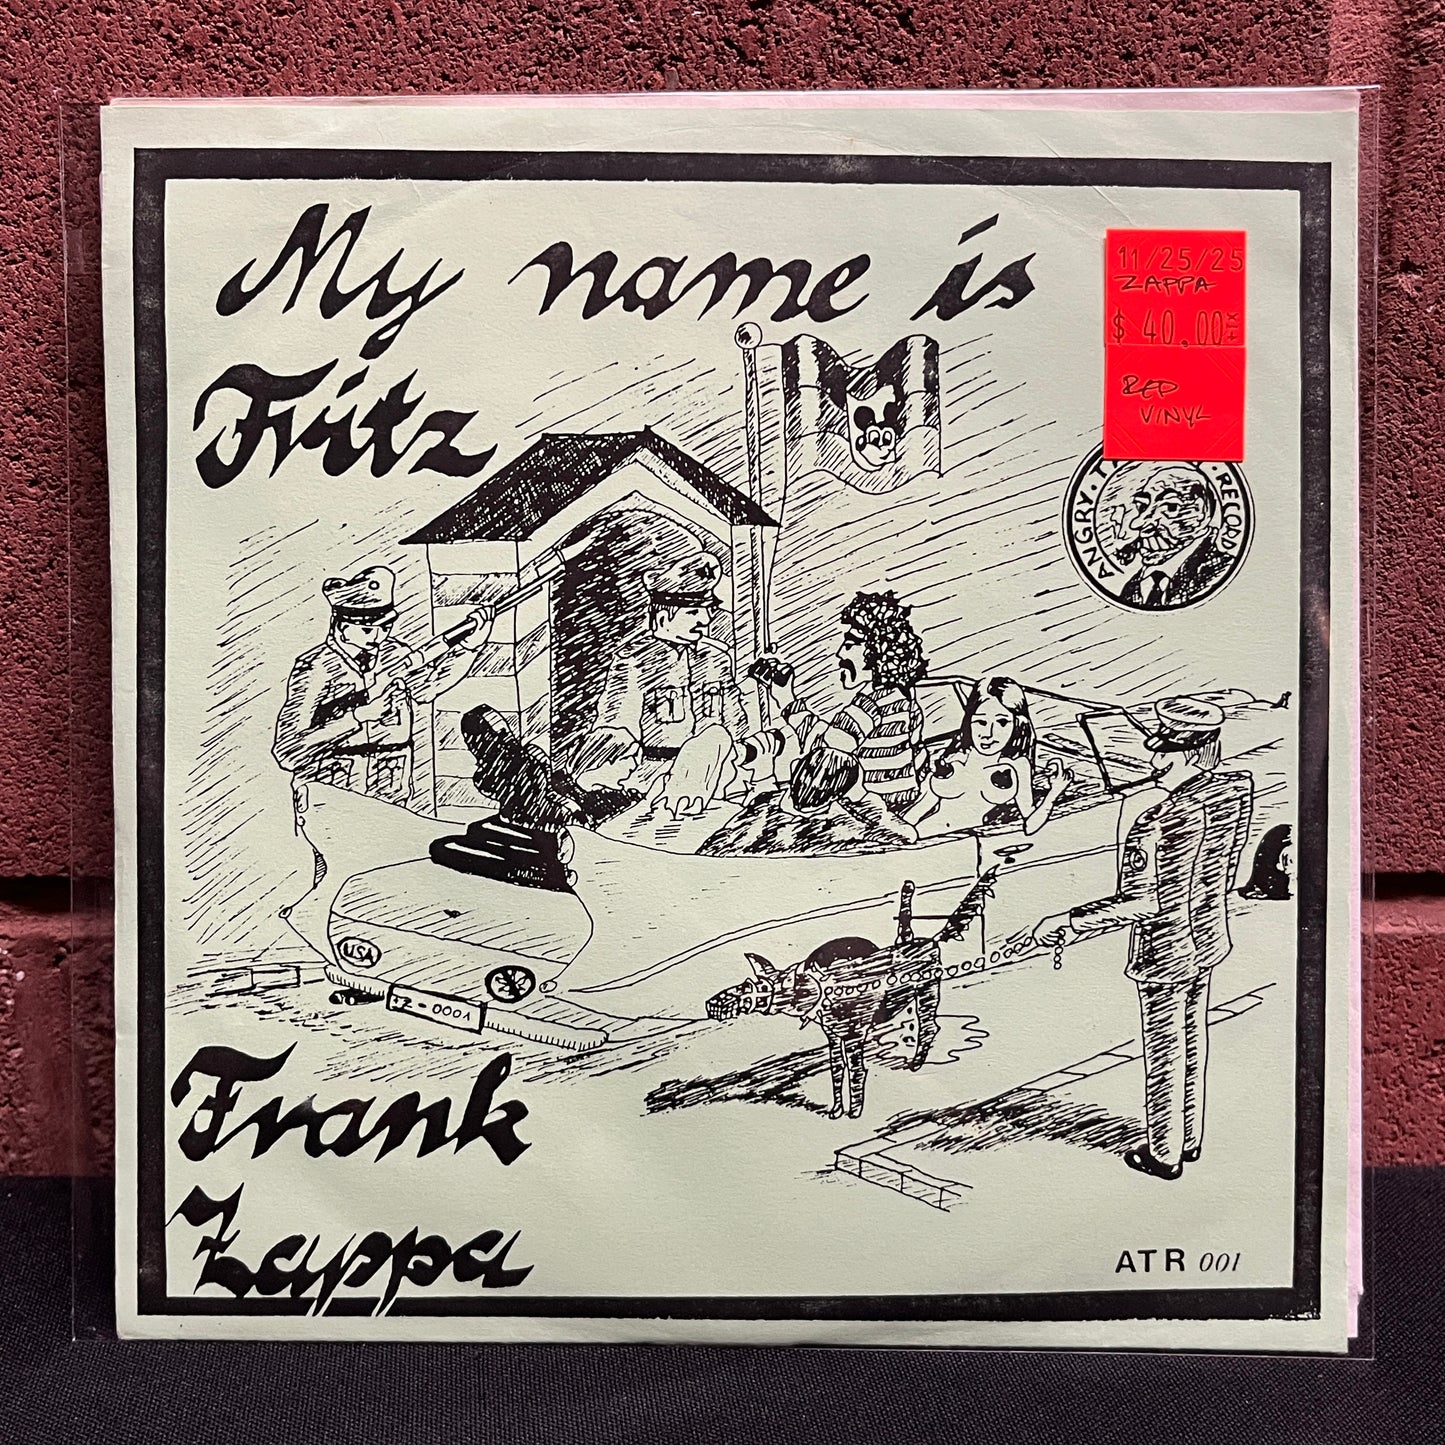 My name is
Fritz
11/25/25
ZAPPA
$ 40.00
RED
VINYL
ANGRY · T
RECORD
USA
Z-0001
Frank
Zappa
ATR 001